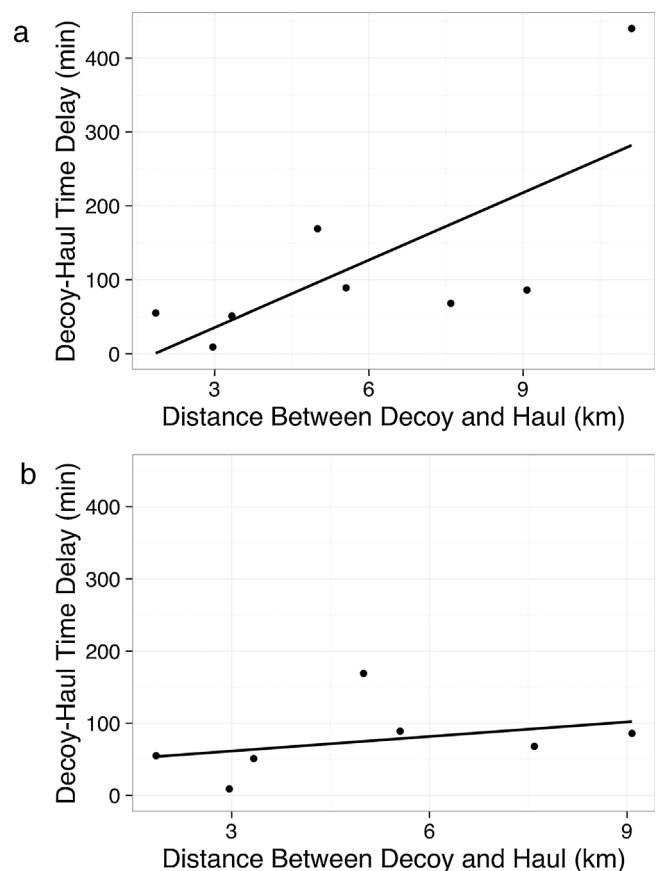 a
Decoy-Haul Time Delay (min)
400
300
200
100
0
3 6 9
Distance Between Decoy and Haul (km)
b
Decoy-Haul Time Delay (min)
400
300
200
100
0
3 6 9
Distance Between Decoy and Haul (km)